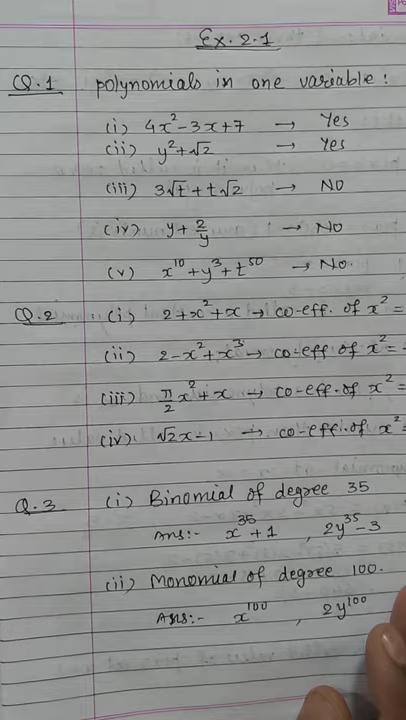 Ex. 2.1
Q.1 polynomials in one variable:
(i) 4x² - 3x + 7 → Yes
(ii) y² + √2 → Yes
(iii) 3√t + t√2 → NO
(iv) y + 2/y → NO
(v) x¹⁰ + y³ + t⁵⁰ → No.
Q.2 (i) 2 + x² + x → co-eff. of x² =
(ii) 2 - x² + x³ → co-eff of x² = -
(iii) π/2 x² + x → co-eff. of x² =
(iv) √2x - 1 → co-eff. of x² =
Q.3 (i) Binomial of degree 35
Ans:- x³⁵ + 1 , 2y³⁵ - 3
(ii) Monomial of degree 100.
Ans:- x¹⁰⁰ , 2y¹⁰⁰